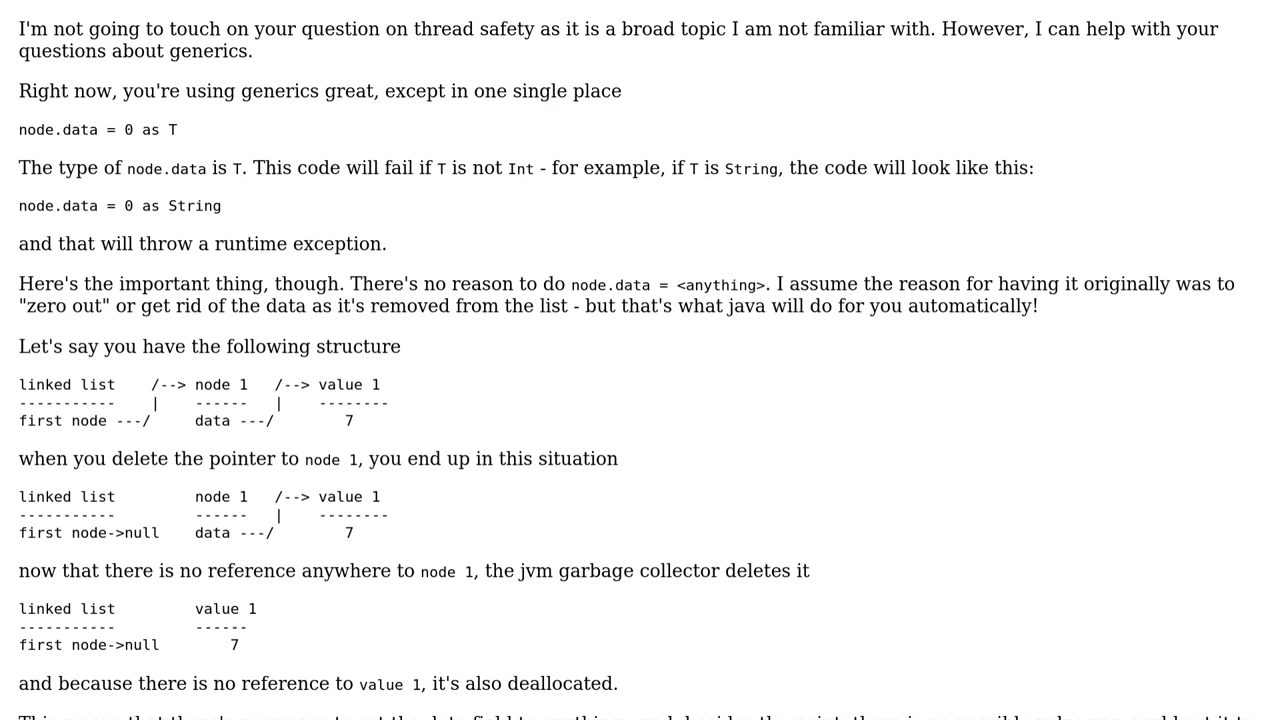 I'm not going to touch on your question on thread safety as it is a broad topic I am not familiar with. However, I can help with your
questions about generics.
Right now, you're using generics great, except in one single place
node.data = 0 as T
The type of node.data is T. This code will fail if T is not Int - for example, if T is String, the code will look like this:
node.data = 0 as String
and that will throw a runtime exception.
Here's the important thing, though. There's no reason to do node.data = <anything>. I assume the reason for having it originally was to
"zero out" or get rid of the data as it's removed from the list - but that's what java will do for you automatically!
Let's say you have the following structure
linked list    /--> node 1   /--> value 1
-----------    |    ------   |    --------
first node ---/     data ---/        7
when you delete the pointer to node 1, you end up in this situation
linked list         node 1   /--> value 1
-----------         ------   |    --------
first node->null    data ---/        7
now that there is no reference anywhere to node 1, the jvm garbage collector deletes it
linked list         value 1
-----------         ------
first node->null        7
and because there is no reference to value 1, it's also deallocated.